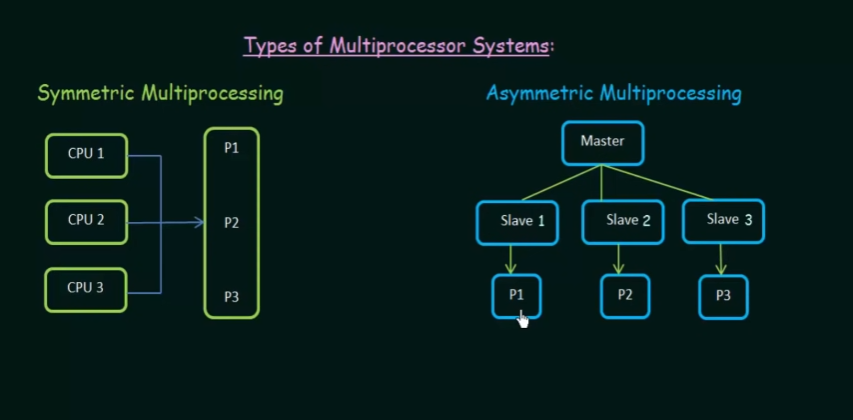 Types of Multiprocessor Systems:
Symmetric Multiprocessing
CPU 1
CPU 2
CPU 3
P1
P2
P3
Asymmetric Multiprocessing
Master
Slave 1
Slave 2
Slave 3
P1
P2
P3